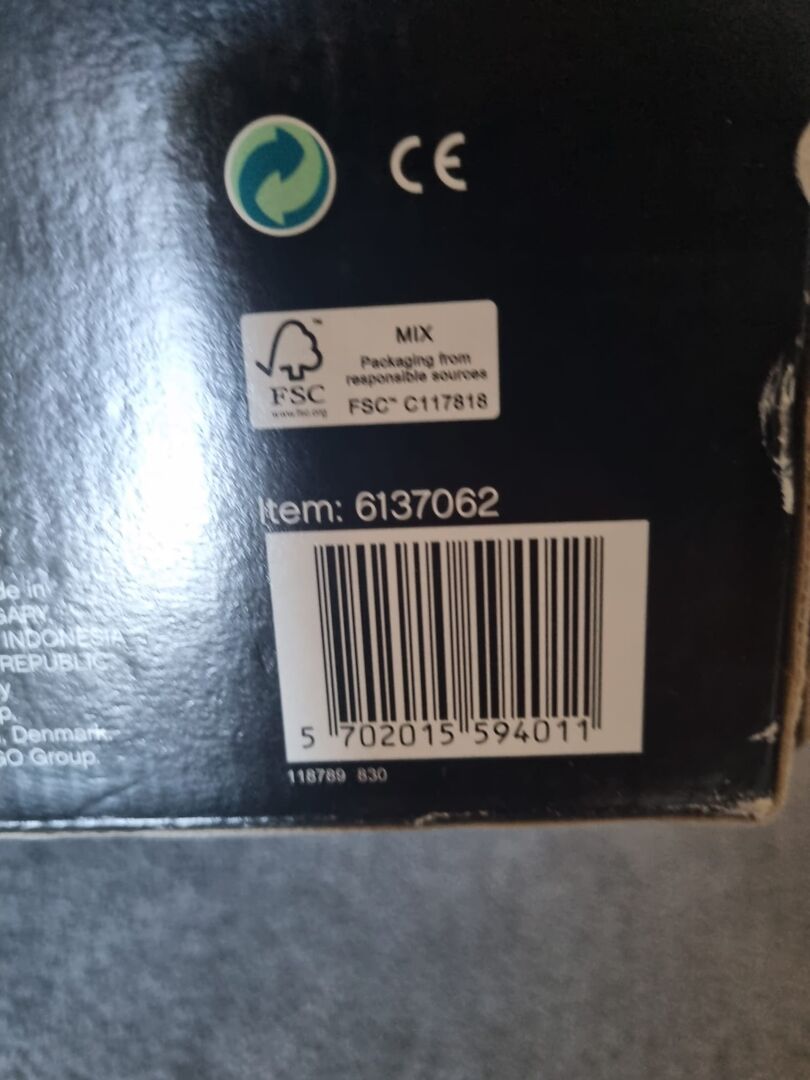 CE
MIX
Packaging from
responsible sources
FSC™ C117818
FSC
www.fsc.org
Item: 6137062
5 702015 594011
118789 830
in
INDONESIA
REPUBLIC
Denmark.
Group.